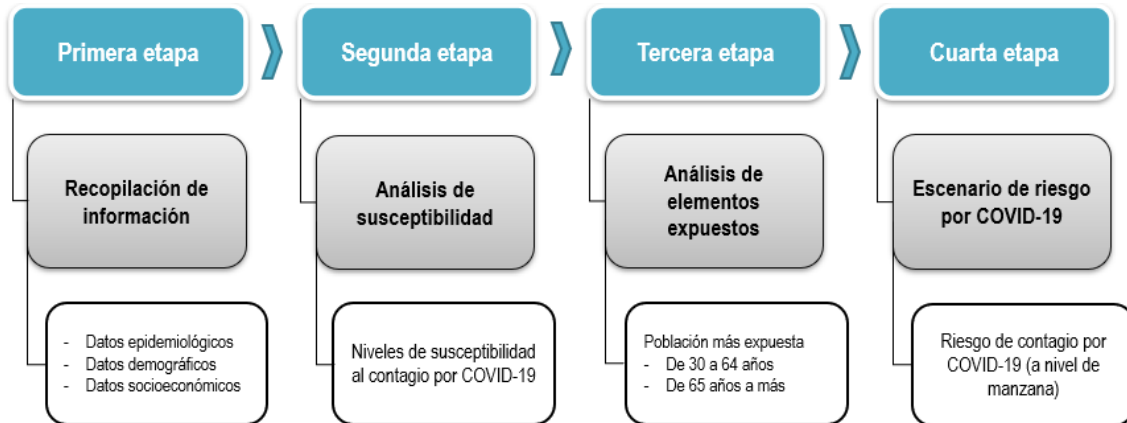 Primera etapa
Segunda etapa
Tercera etapa
Cuarta etapa
Recopilación de
información
Análisis de
susceptibilidad
Análisis de
elementos
expuestos
Escenario de riesgo
por COVID-19
- Datos epidemiológicos
- Datos demográficos
- Datos socioeconómicos
Niveles de susceptibilidad
al contagio por COVID-19
Población más expuesta
- De 30 a 64 años
- De 65 años a más
Riesgo de contagio por
COVID-19 (a nivel de
manzana)